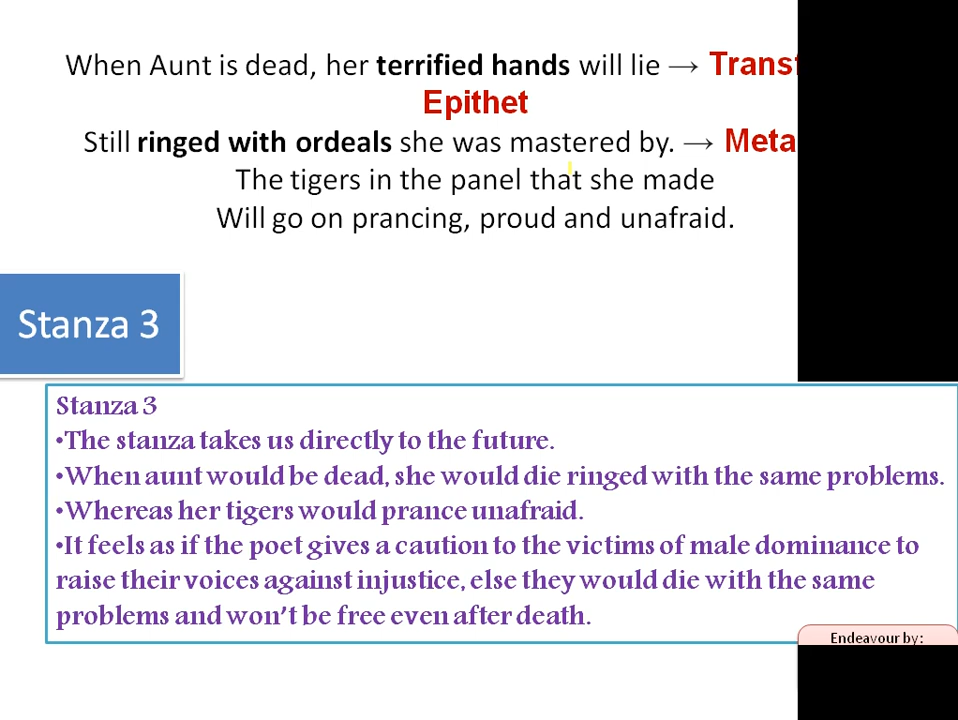 When Aunt is dead, her terrified hands will lie →
Epithet
Still ringed with ordeals she was mastered by. →
The tigers in the panel that she made
Will go on prancing, proud and unafraid.
Stanza 3
Stanza 3
•The stanza takes us directly to the future.
•When aunt would be dead, she would die ringed with the same problems.
•Whereas her tigers would prance unafraid.
•It feels as if the poet gives a caution to the victims of male dominance to
raise their voices against injustice, else they would die with the same
problems and won't be free even after death.
Endeavour by: